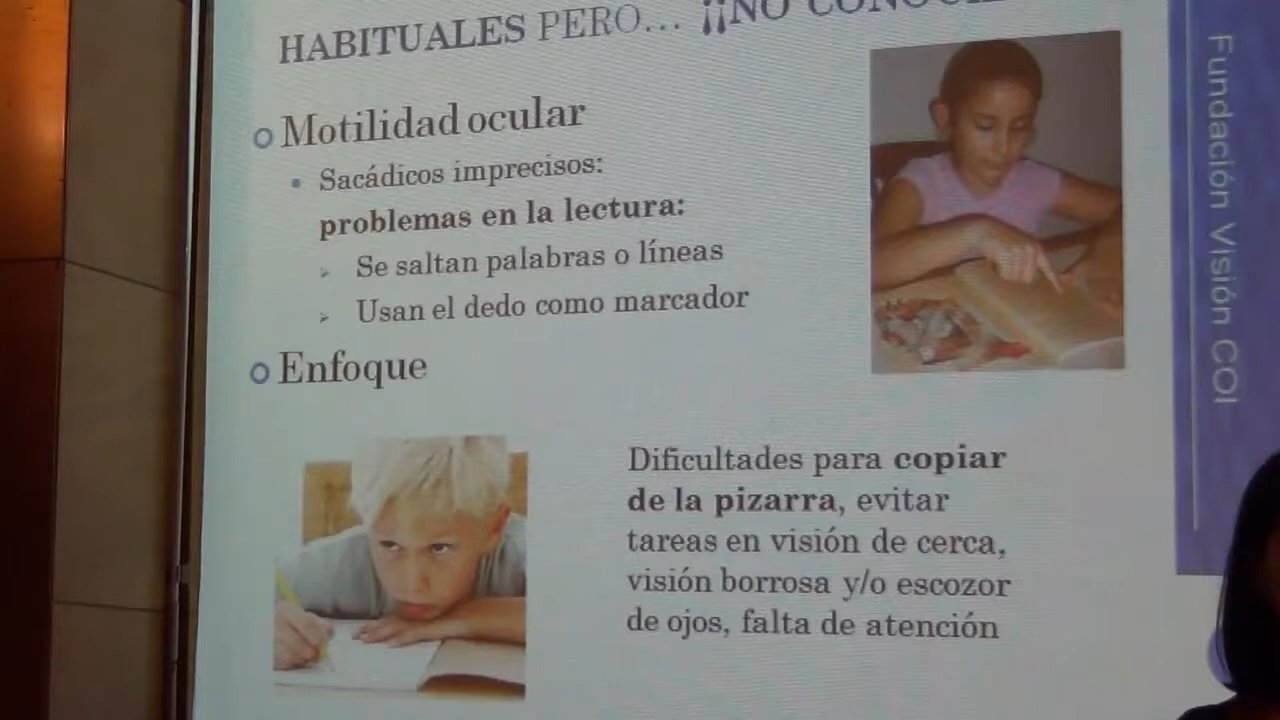 HABITUALES PERO... ¡¡NO
Motilidad ocular
Sacádicos imprecisos:
problemas en la lectura:
Se saltan palabras o líneas
Usan el dedo como marcador
Enfoque
Dificultades para copiar
de la pizarra, evitar
tareas en visión de cerca,
visión borrosa y/o escozor
de ojos, falta de atención
Fundación Visión COI